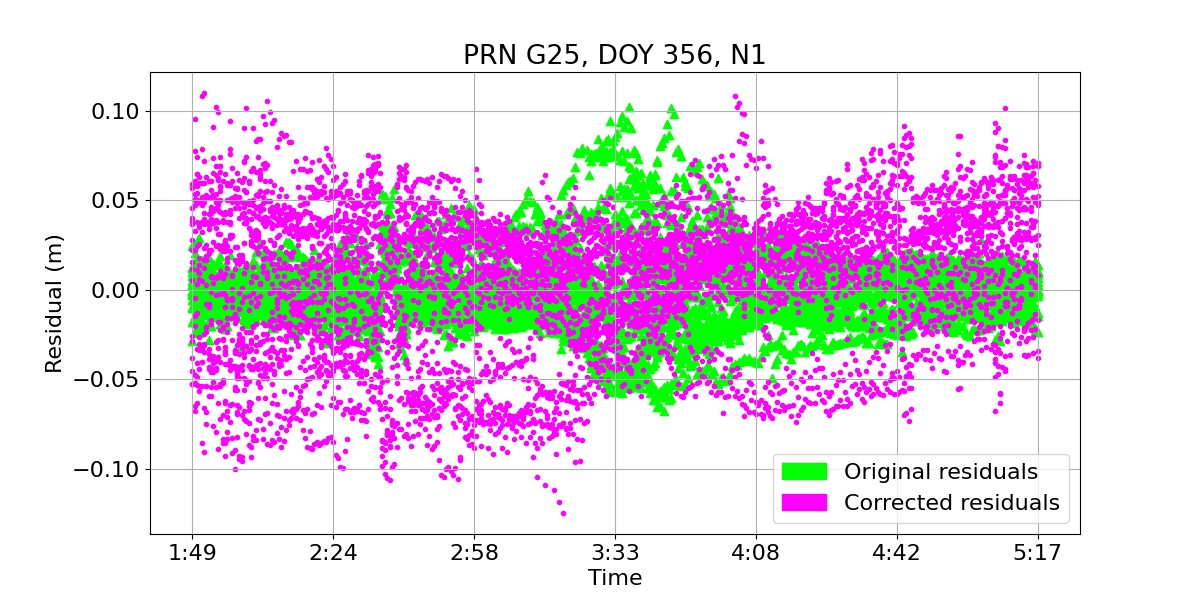 PRN G25, DOY 356, N1
Residual (m)
0.10
0.05
0.00
−0.05
−0.10
Original residuals
Corrected residuals
1:49 2:24 2:58 3:33 4:08 4:42 5:17
Time